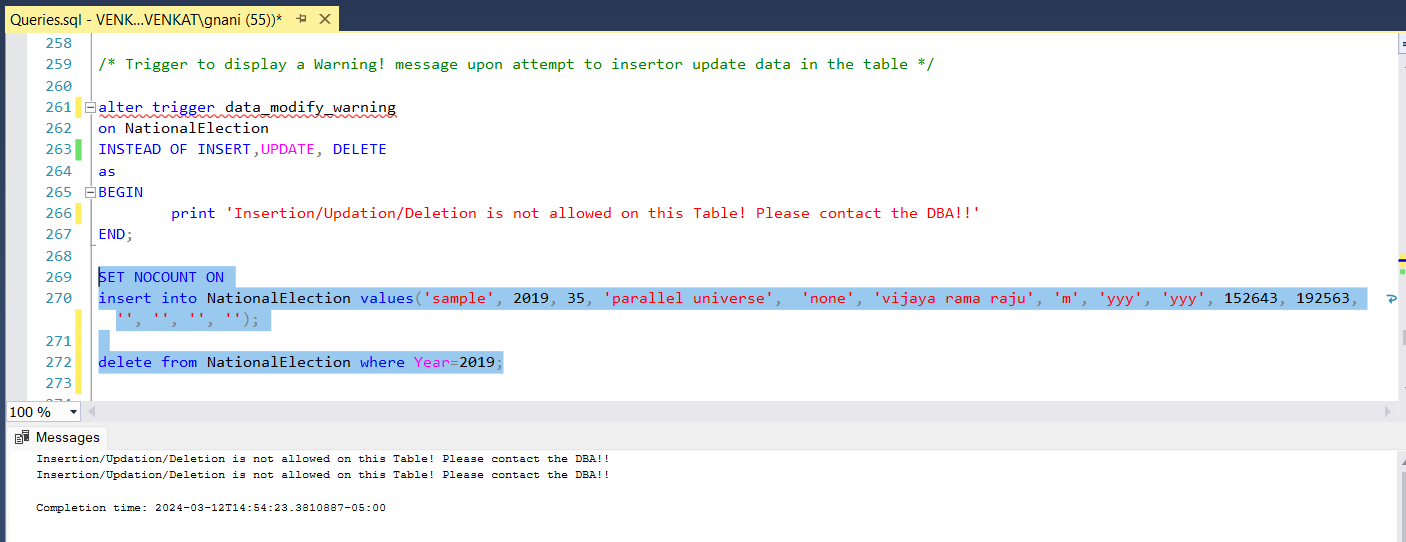 Queries.sql - VENK...VENKAT\gnani (55))*
258
259 /* Trigger to display a Warning! message upon attempt to insertor update data in the table */
260
261 alter trigger data_modify_warning
262 on NationalElection
263 INSTEAD OF INSERT,UPDATE, DELETE
264 as
265 BEGIN
266 print 'Insertion/Updation/Deletion is not allowed on this Table! Please contact the DBA!!'
267 END;
268
269 SET NOCOUNT ON
270 insert into NationalElection values('sample', 2019, 35, 'parallel universe',  'none', 'vijaya rama raju', 'm', 'yyy', 'yyy', 152643, 192563,
'', '', '', '');
271
272 delete from NationalElection where Year=2019;
273
100 %
Messages
Insertion/Updation/Deletion is not allowed on this Table! Please contact the DBA!!
Insertion/Updation/Deletion is not allowed on this Table! Please contact the DBA!!
Completion time: 2024-03-12T14:54:23.3810887-05:00